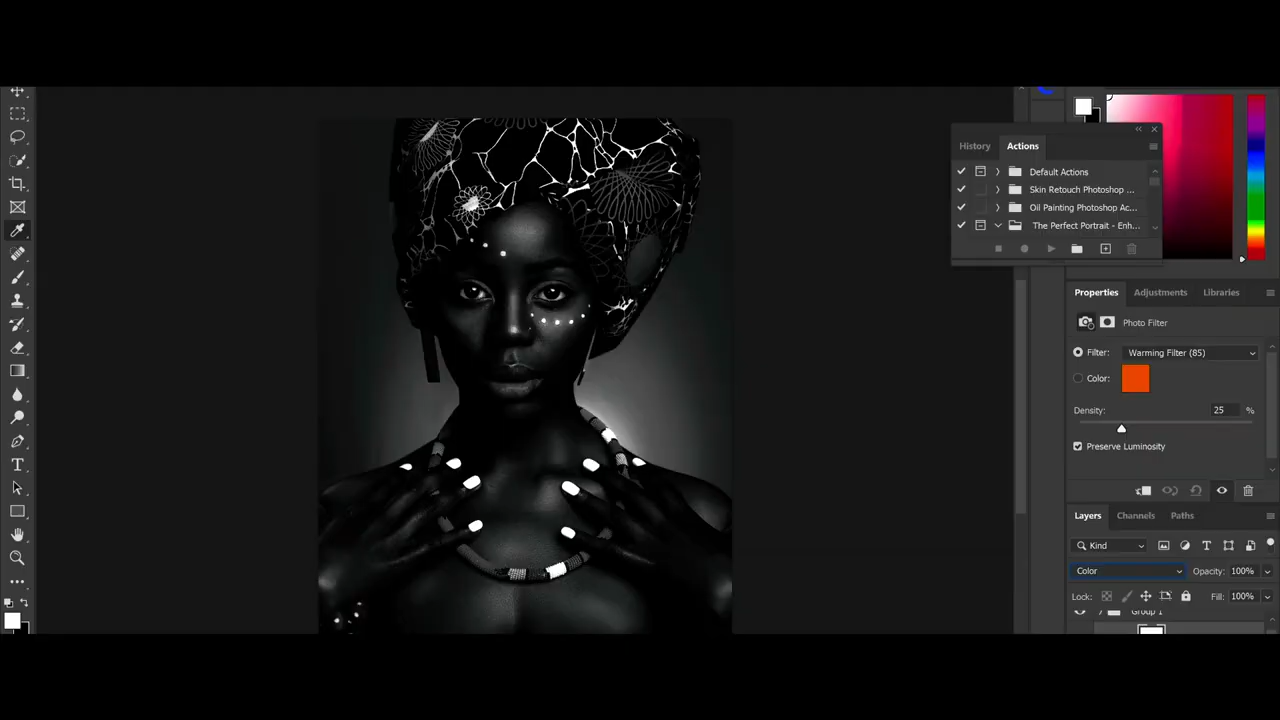 History Actions
Default Actions
Skin Retouch Photoshop ...
Oil Painting Photoshop Ac...
The Perfect Portrait - Enh...
Properties Adjustments Libraries
Photo Filter
Filter: Warming Filter (85)
Color:
Density: 25 %
Preserve Luminosity
Layers Channels Paths
Kind
Color Opacity: 100%
Lock: Fill: 100%
Group 1